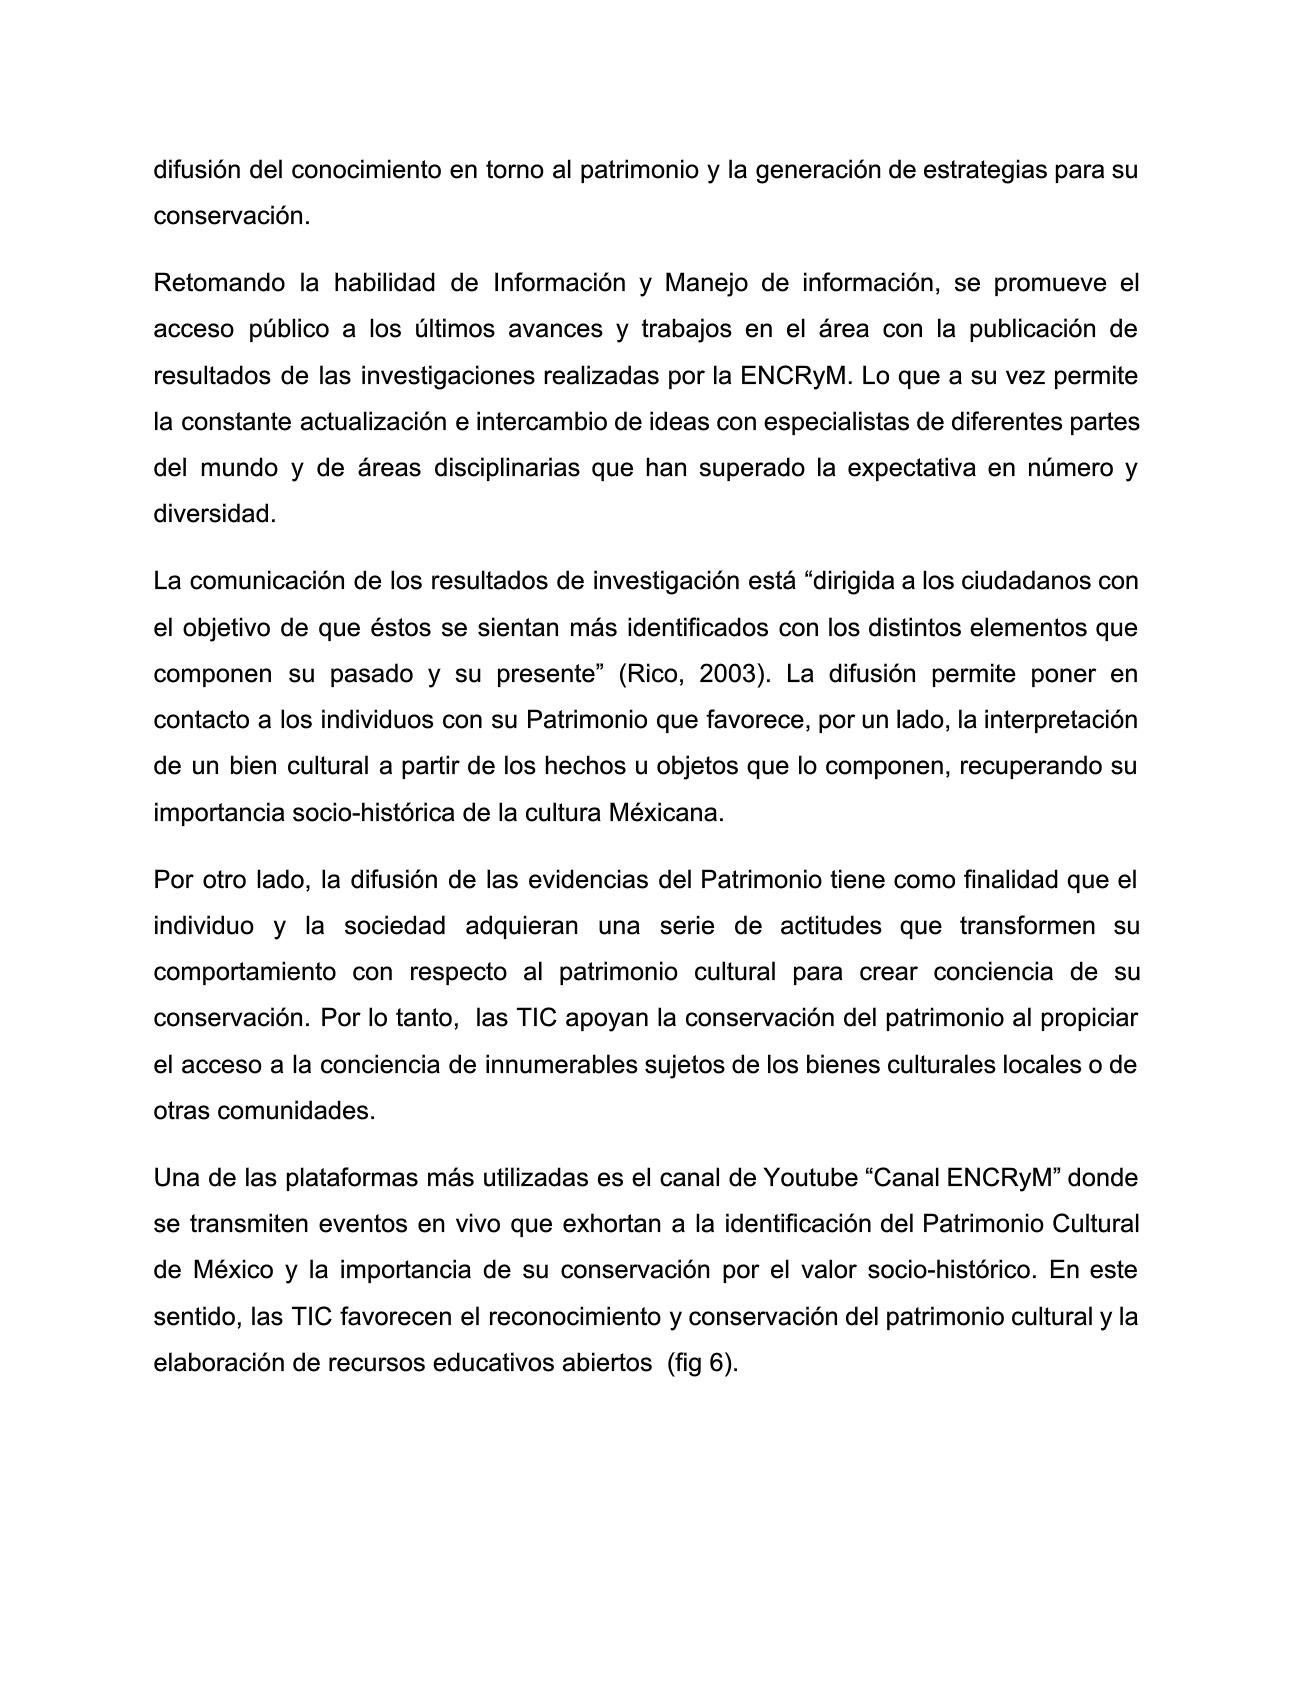 difusión del conocimiento en torno al patrimonio y la generación de estrategias para su
conservación.
Retomando la habilidad de Información y Manejo de información, se promueve el
acceso público a los últimos avances y trabajos en el área con la publicación de
resultados de las investigaciones realizadas por la ENCRyM. Lo que a su vez permite
la constante actualización e intercambio de ideas con especialistas de diferentes partes
del mundo y de áreas disciplinarias que han superado la expectativa en número y
diversidad.
La comunicación de los resultados de investigación está “dirigida a los ciudadanos con
el objetivo de que éstos se sientan más identificados con los distintos elementos que
componen su pasado y su presente” (Rico, 2003). La difusión permite poner en
contacto a los individuos con su Patrimonio que favorece, por un lado, la interpretación
de un bien cultural a partir de los hechos u objetos que lo componen, recuperando su
importancia socio-histórica de la cultura Méxicana.
Por otro lado, la difusión de las evidencias del Patrimonio tiene como finalidad que el
individuo y la sociedad adquieran una serie de actitudes que transformen su
comportamiento con respecto al patrimonio cultural para crear conciencia de su
conservación. Por lo tanto,  las TIC apoyan la conservación del patrimonio al propiciar
el acceso a la conciencia de innumerables sujetos de los bienes culturales locales o de
otras comunidades.
Una de las plataformas más utilizadas es el canal de Youtube “Canal ENCRyM” donde
se transmiten eventos en vivo que exhortan a la identificación del Patrimonio Cultural
de México y la importancia de su conservación por el valor socio-histórico. En este
sentido, las TIC favorecen el reconocimiento y conservación del patrimonio cultural y la
elaboración de recursos educativos abiertos  (fig 6).